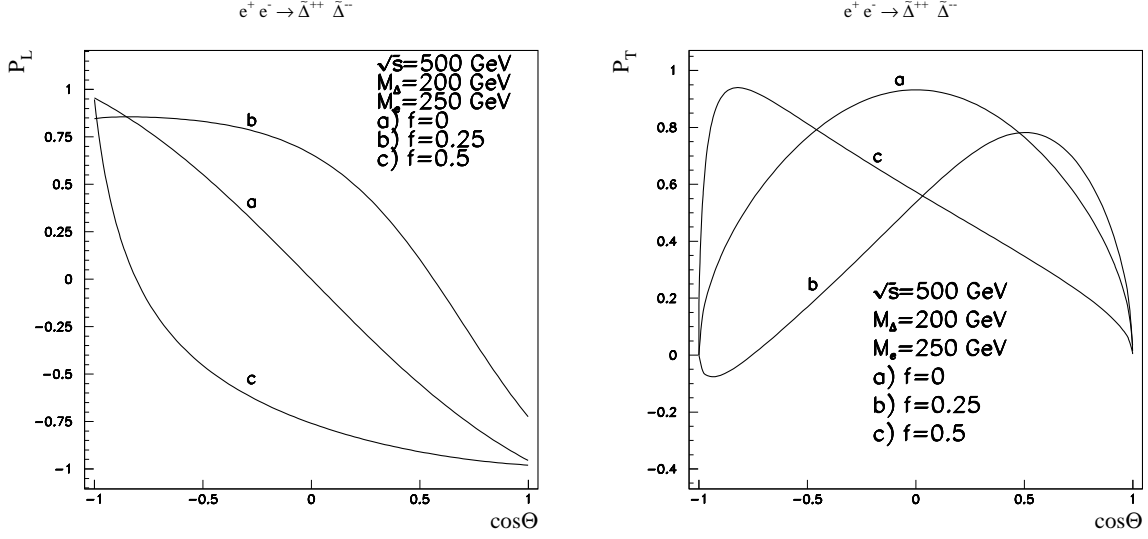 e⁺ e⁻ → Δ̃⁺⁺ Δ̃⁻⁻
P_L
√s=500 GeV
M_Δ=200 GeV
M_e=250 GeV
a) f=0
b) f=0.25
c) f=0.5
b
a
c
1
0.75
0.5
0.25
0
-0.25
-0.5
-0.75
-1
-1 -0.5 0 0.5 1
cosΘ
e⁺ e⁻ → Δ̃⁺⁺ Δ̃⁻⁻
P_T
a
c
b
√s=500 GeV
M_Δ=200 GeV
M_e=250 GeV
a) f=0
b) f=0.25
c) f=0.5
1
0.8
0.6
0.4
0.2
0
-0.2
-0.4
-1 -0.5 0 0.5 1
cosΘ